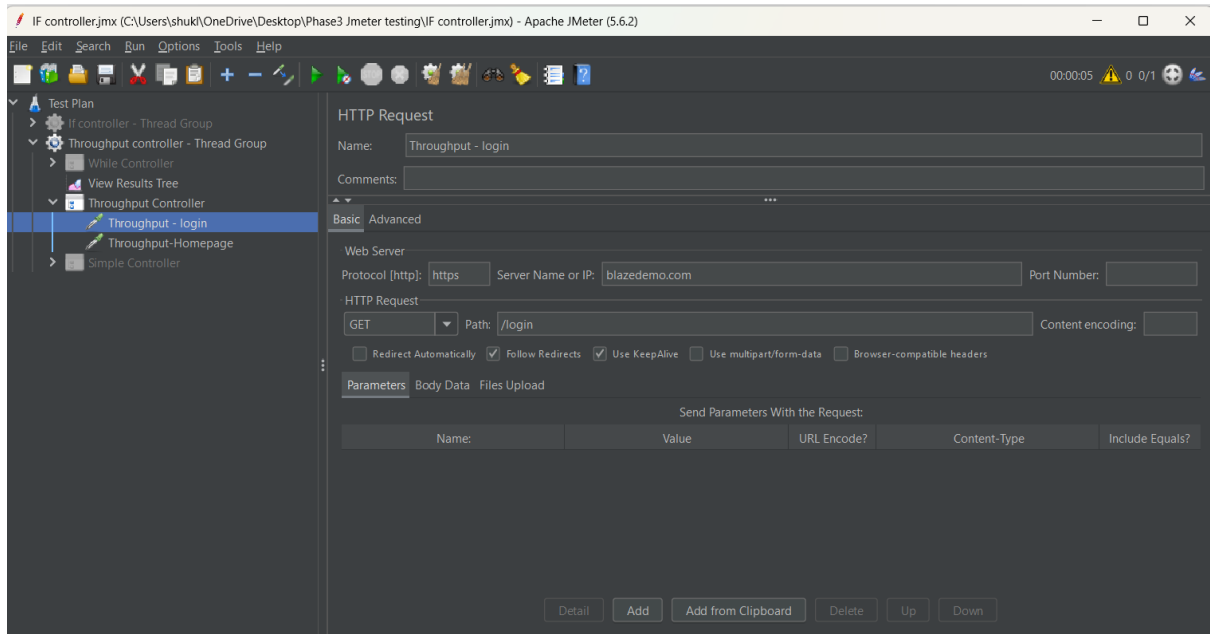 IF controller.jmx (C:\Users\shukl\OneDrive\Desktop\Phase3 Jmeter testing\IF controller.jmx) - Apache JMeter (5.6.2)
File Edit Search Run Options Tools Help
00:00:05 0 0/1
Test Plan
If controller - Thread Group
Throughput controller - Thread Group
While Controller
View Results Tree
Throughput Controller
Throughput - login
Throughput-Homepage
Simple Controller
HTTP Request
Name: Throughput - login
Comments:
Basic Advanced
Web Server
Protocol [http]: https Server Name or IP: blazedemo.com Port Number:
HTTP Request
GET Path: /login Content encoding:
Redirect Automatically Follow Redirects Use KeepAlive Use multipart/form-data Browser-compatible headers
Parameters Body Data Files Upload
Send Parameters With the Request:
Name: Value URL Encode? Content-Type Include Equals?
Detail Add Add from Clipboard Delete Up Down